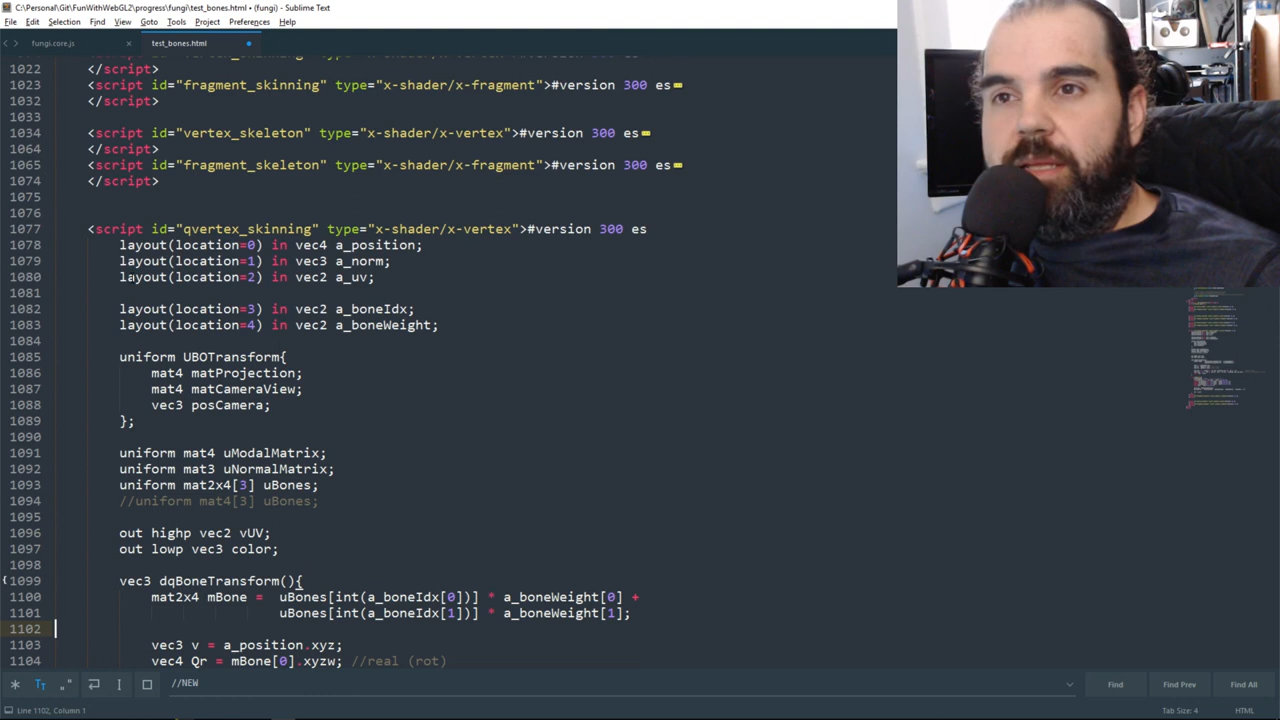 C:\Personal\Git\FunWithWebGL2\progress\fungi\test_bones.html • (fungi) - Sublime Text
File Edit Selection Find View Goto Tools Project Preferences Help
fungi.core.js × test_bones.html
1022 </script>
1023 <script id="fragment_skinning" type="x-shader/x-fragment">#version 300 es
1032 </script>
1033
1034 <script id="vertex_skeleton" type="x-shader/x-vertex">#version 300 es
1064 </script>
1065 <script id="fragment_skeleton" type="x-shader/x-fragment">#version 300 es
1074 </script>
1075
1076
1077 <script id="qvertex_skinning" type="x-shader/x-vertex">#version 300 es
1078 layout(location=0) in vec4 a_position;
1079 layout(location=1) in vec3 a_norm;
1080 layout(location=2) in vec2 a_uv;
1081
1082 layout(location=3) in vec2 a_boneIdx;
1083 layout(location=4) in vec2 a_boneWeight;
1084
1085 uniform UBOTransform{
1086 mat4 matProjection;
1087 mat4 matCameraView;
1088 vec3 posCamera;
1089 };
1090
1091 uniform mat4 uModalMatrix;
1092 uniform mat3 uNormalMatrix;
1093 uniform mat2x4[3] uBones;
1094 //uniform mat4[3] uBones;
1095
1096 out highp vec2 vUV;
1097 out lowp vec3 color;
1098
1099 vec3 dqBoneTransform(){
1100 mat2x4 mBone = uBones[int(a_boneIdx[0])] * a_boneWeight[0] +
1101 uBones[int(a_boneIdx[1])] * a_boneWeight[1];
1102
1103 vec3 v = a_position.xyz;
1104 vec4 Qr = mBone[0].xyzw; //real (rot)
//NEW
Find Find Prev Find All
Line 1102, Column 1 Tab Size: 4 HTML